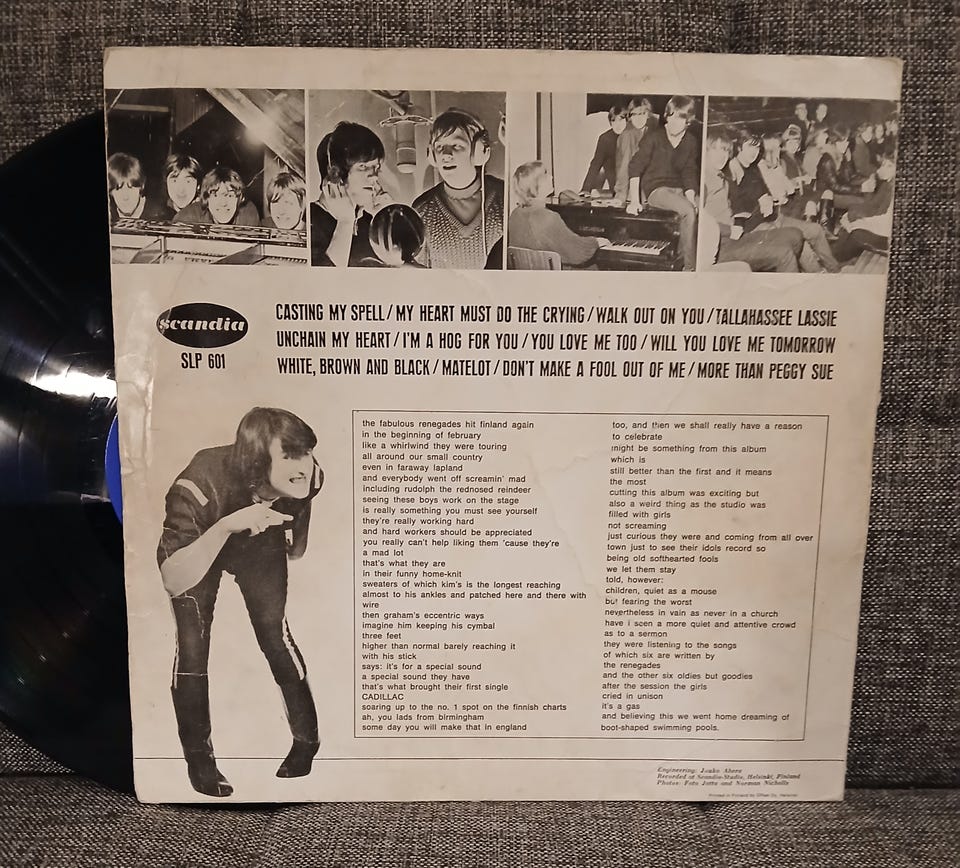 scandia
SLP 601
CASTING MY SPELL / MY HEART MUST DO THE CRYING / WALK OUT ON YOU / TALLAHASSEE LASSIE
UNCHAIN MY HEART / I'M A HOG FOR YOU / YOU LOVE ME TOO / WILL YOU LOVE ME TOMORROW
WHITE, BROWN AND BLACK / MATELOT / DON'T MAKE A FOOL OUT OF ME / MORE THAN PEGGY SUE
the fabulous renegades hit finland again
in the beginning of february
like a whirlwind they were touring
all around our small country
even in faraway lapland
and everybody went off screamin' mad
including rudolph the rednosed reindeer
seeing these boys work on the stage
is really something you must see yourself
they're really working hard
and hard workers should be appreciated
you really can't help liking them 'cause they're
a mad lot
that's what they are
in their funny home-knit
sweaters of which kim's is the longest reaching
almost to his ankles and patched here and there with
wire
then graham's eccentric ways
imagine him keeping his cymbal
three feet
higher than normal barely reaching it
with his stick
says: it's for a special sound
a special sound they have
that's what brought their first single
CADILLAC
soaring up to the no. 1 spot on the finnish charts
ah, you lads from birmingham
some day you will make that in england
too, and then we shall really have a reason
to celebrate
might be something from this album
which is
still better than the first and it means
the most
cutting this album was exciting but
also a weird thing as the studio was
filled with girls
not screaming
just curious they were and coming from all over
town just to see their idols record so
being old softhearted fools
we let them stay
told, however:
children, quiet as a mouse
but fearing the worst
nevertheless in vain as never in a church
have i seen a more quiet and attentive crowd
as to a sermon
they were listening to the songs
of which six are written by
the renegades
and the other six oldies but goodies
after the session the girls
cried in unison
it's a gas
and believing this we went home dreaming of
boot-shaped swimming pools.
Engineering: Jouko Ahera
Recorded at Scandia-Studio, Helsinki, Finland
Photos: Foto Jatta and Norman Nicholls
Printed in Finland by Offset Oy, Helsinki